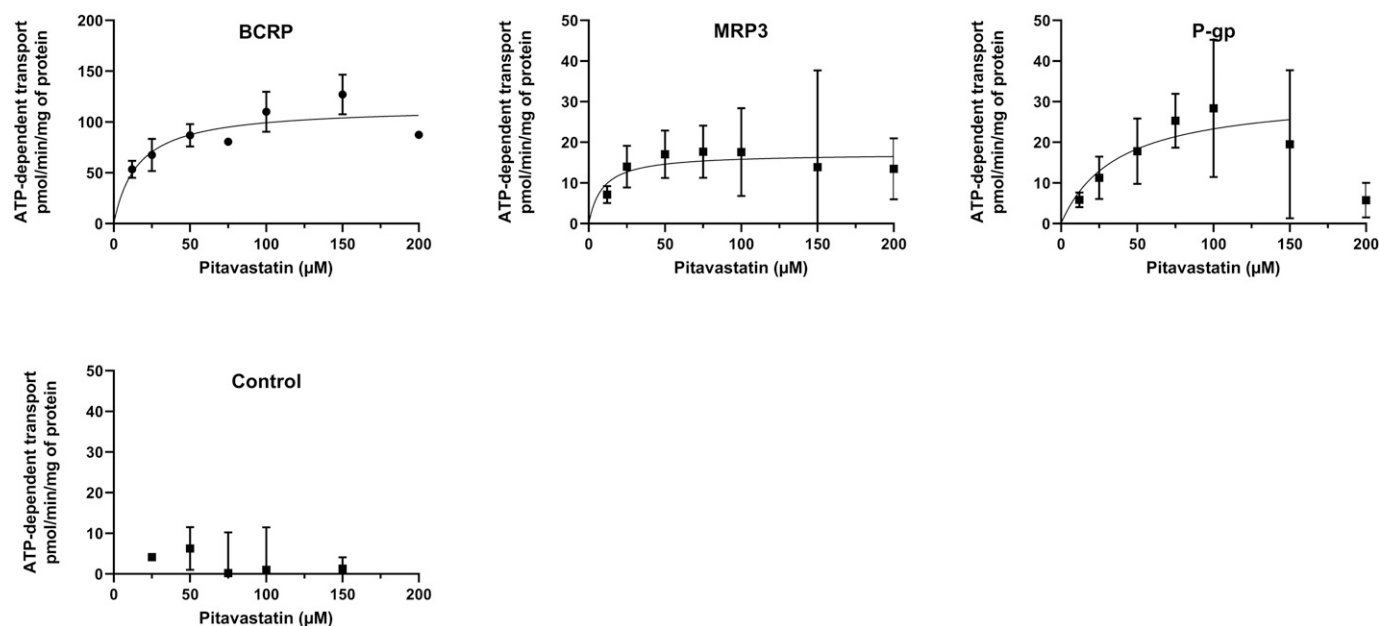 BCRP
ATP-dependent transport
pmol/min/mg of protein
200
150
100
50
0
0 50 100 150 200
Pitavastatin (µM)
MRP3
ATP-dependent transport
pmol/min/mg of protein
50
40
30
20
10
0
0 50 100 150 200
Pitavastatin (µM)
P-gp
ATP-dependent transport
pmol/min/mg of protein
50
40
30
20
10
0
0 50 100 150 200
Pitavastatin (µM)
Control
ATP-dependent transport
pmol/min/mg of protein
50
40
30
20
10
0
0 50 100 150 200
Pitavastatin (µM)